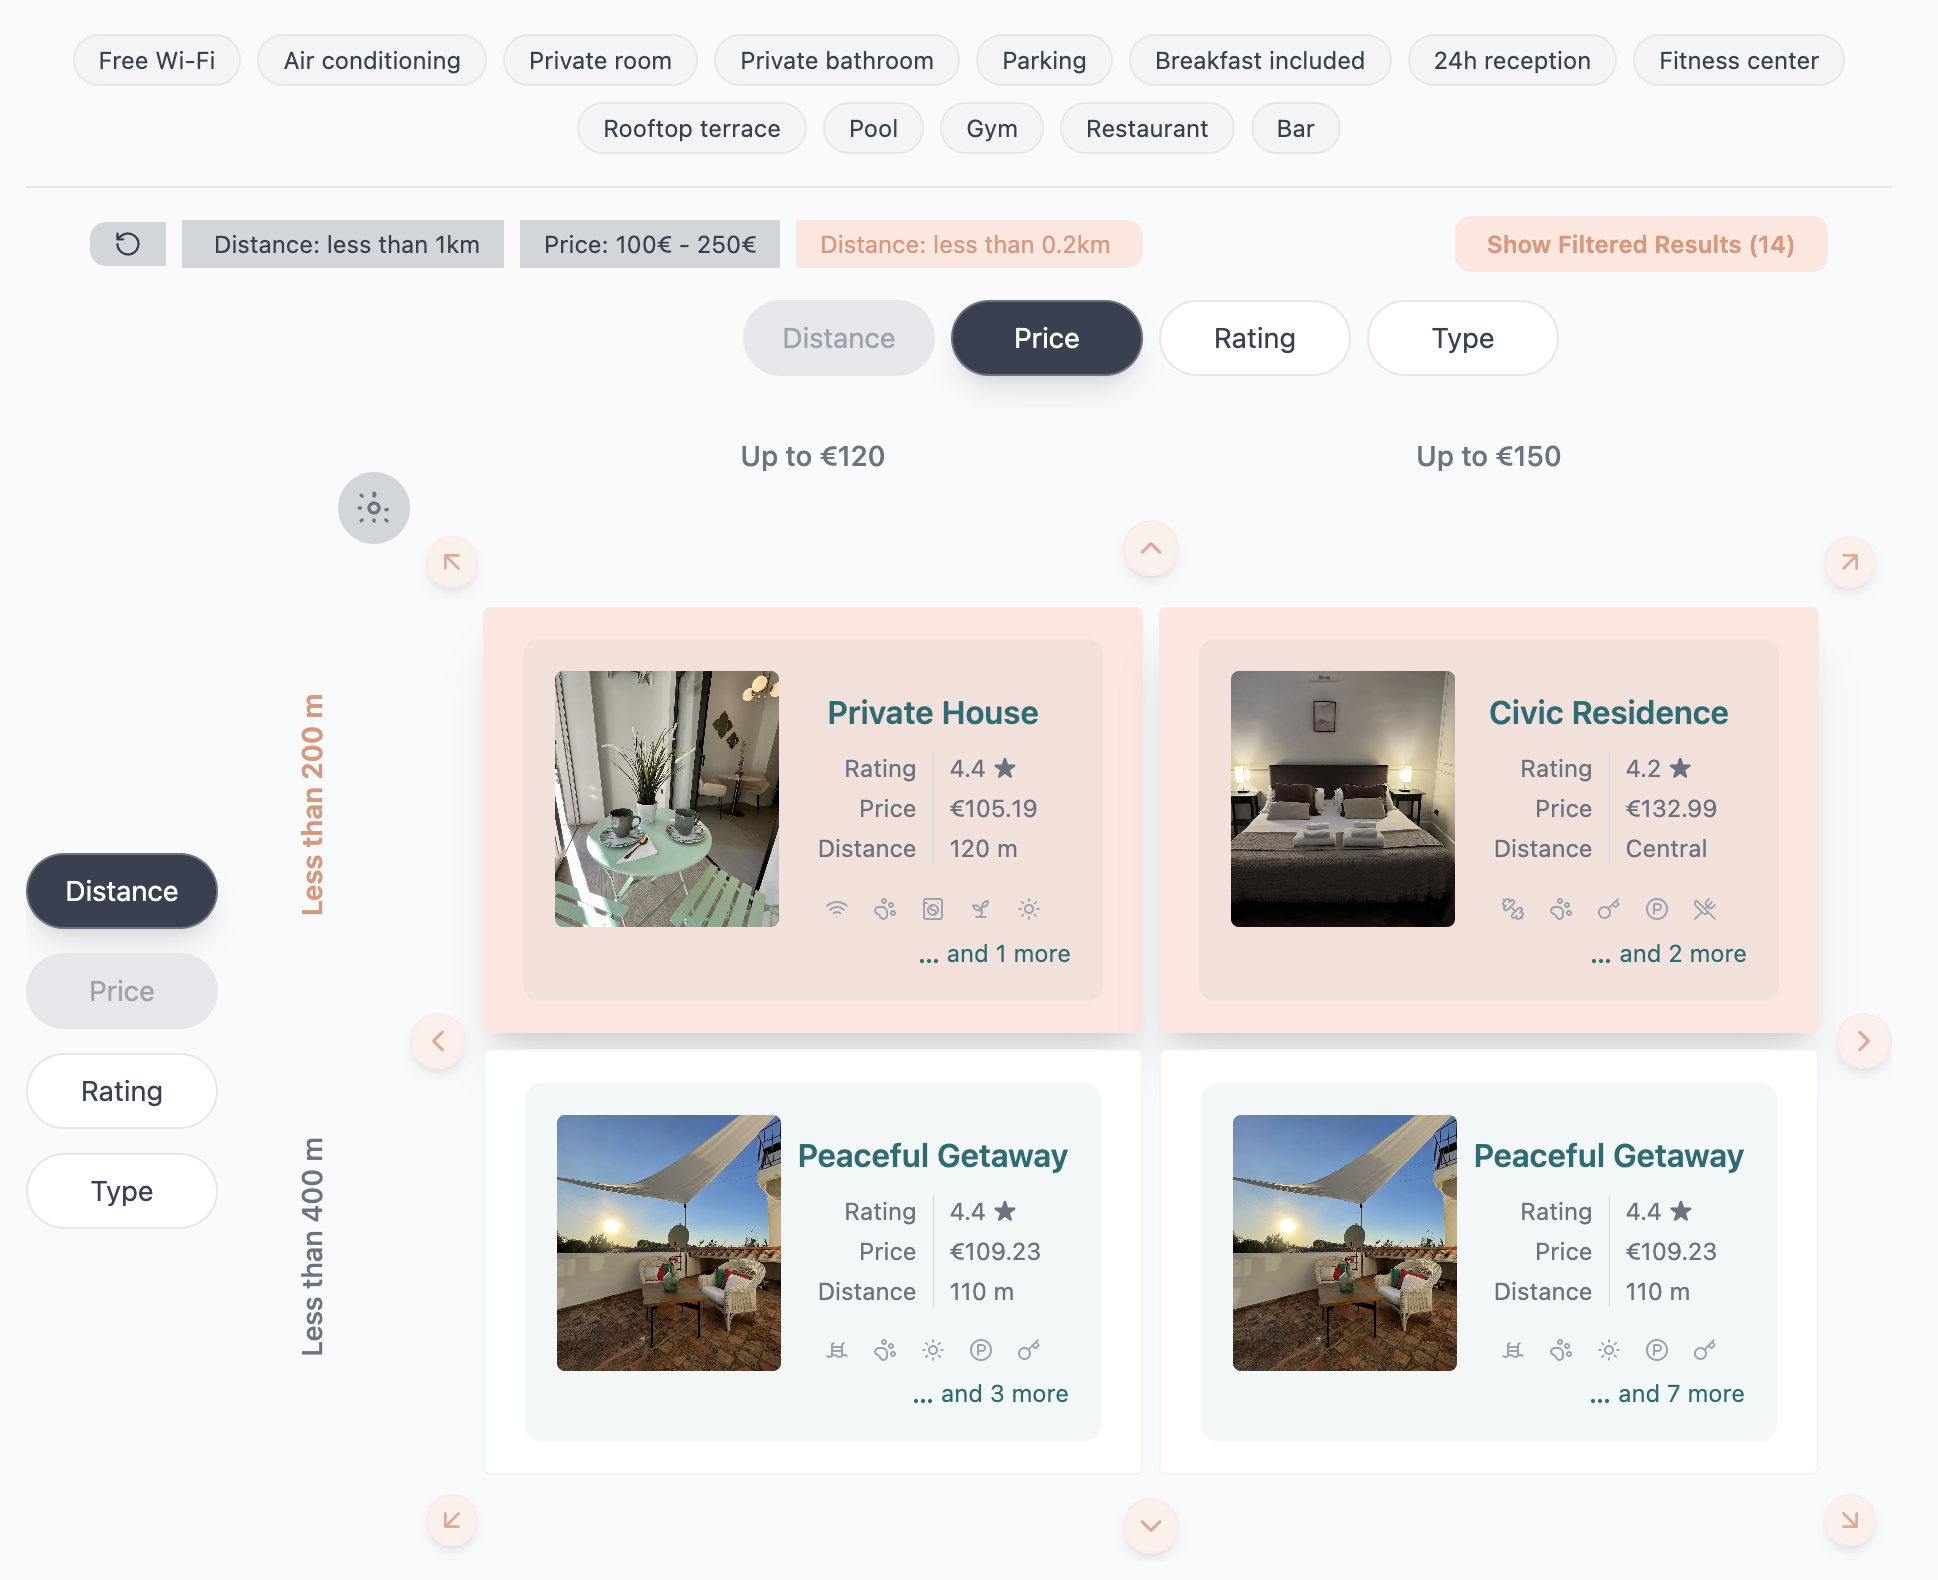 Free Wi-Fi
Air conditioning
Private room
Private bathroom
Parking
Breakfast included
24h reception
Fitness center
Rooftop terrace
Pool
Gym
Restaurant
Bar
Distance: less than 1km
Price: 100€ - 250€
Distance: less than 0.2km
Show Filtered Results (14)
Distance
Price
Rating
Type
Up to €120
Up to €150
Distance
Price
Rating
Type
Less than 200 m
Less than 400 m
Private House
Rating 4.4 ★
Price €105.19
Distance 120 m
... and 1 more
Civic Residence
Rating 4.2 ★
Price €132.99
Distance Central
... and 2 more
Peaceful Getaway
Rating 4.4 ★
Price €109.23
Distance 110 m
... and 3 more
Peaceful Getaway
Rating 4.4 ★
Price €109.23
Distance 110 m
... and 7 more